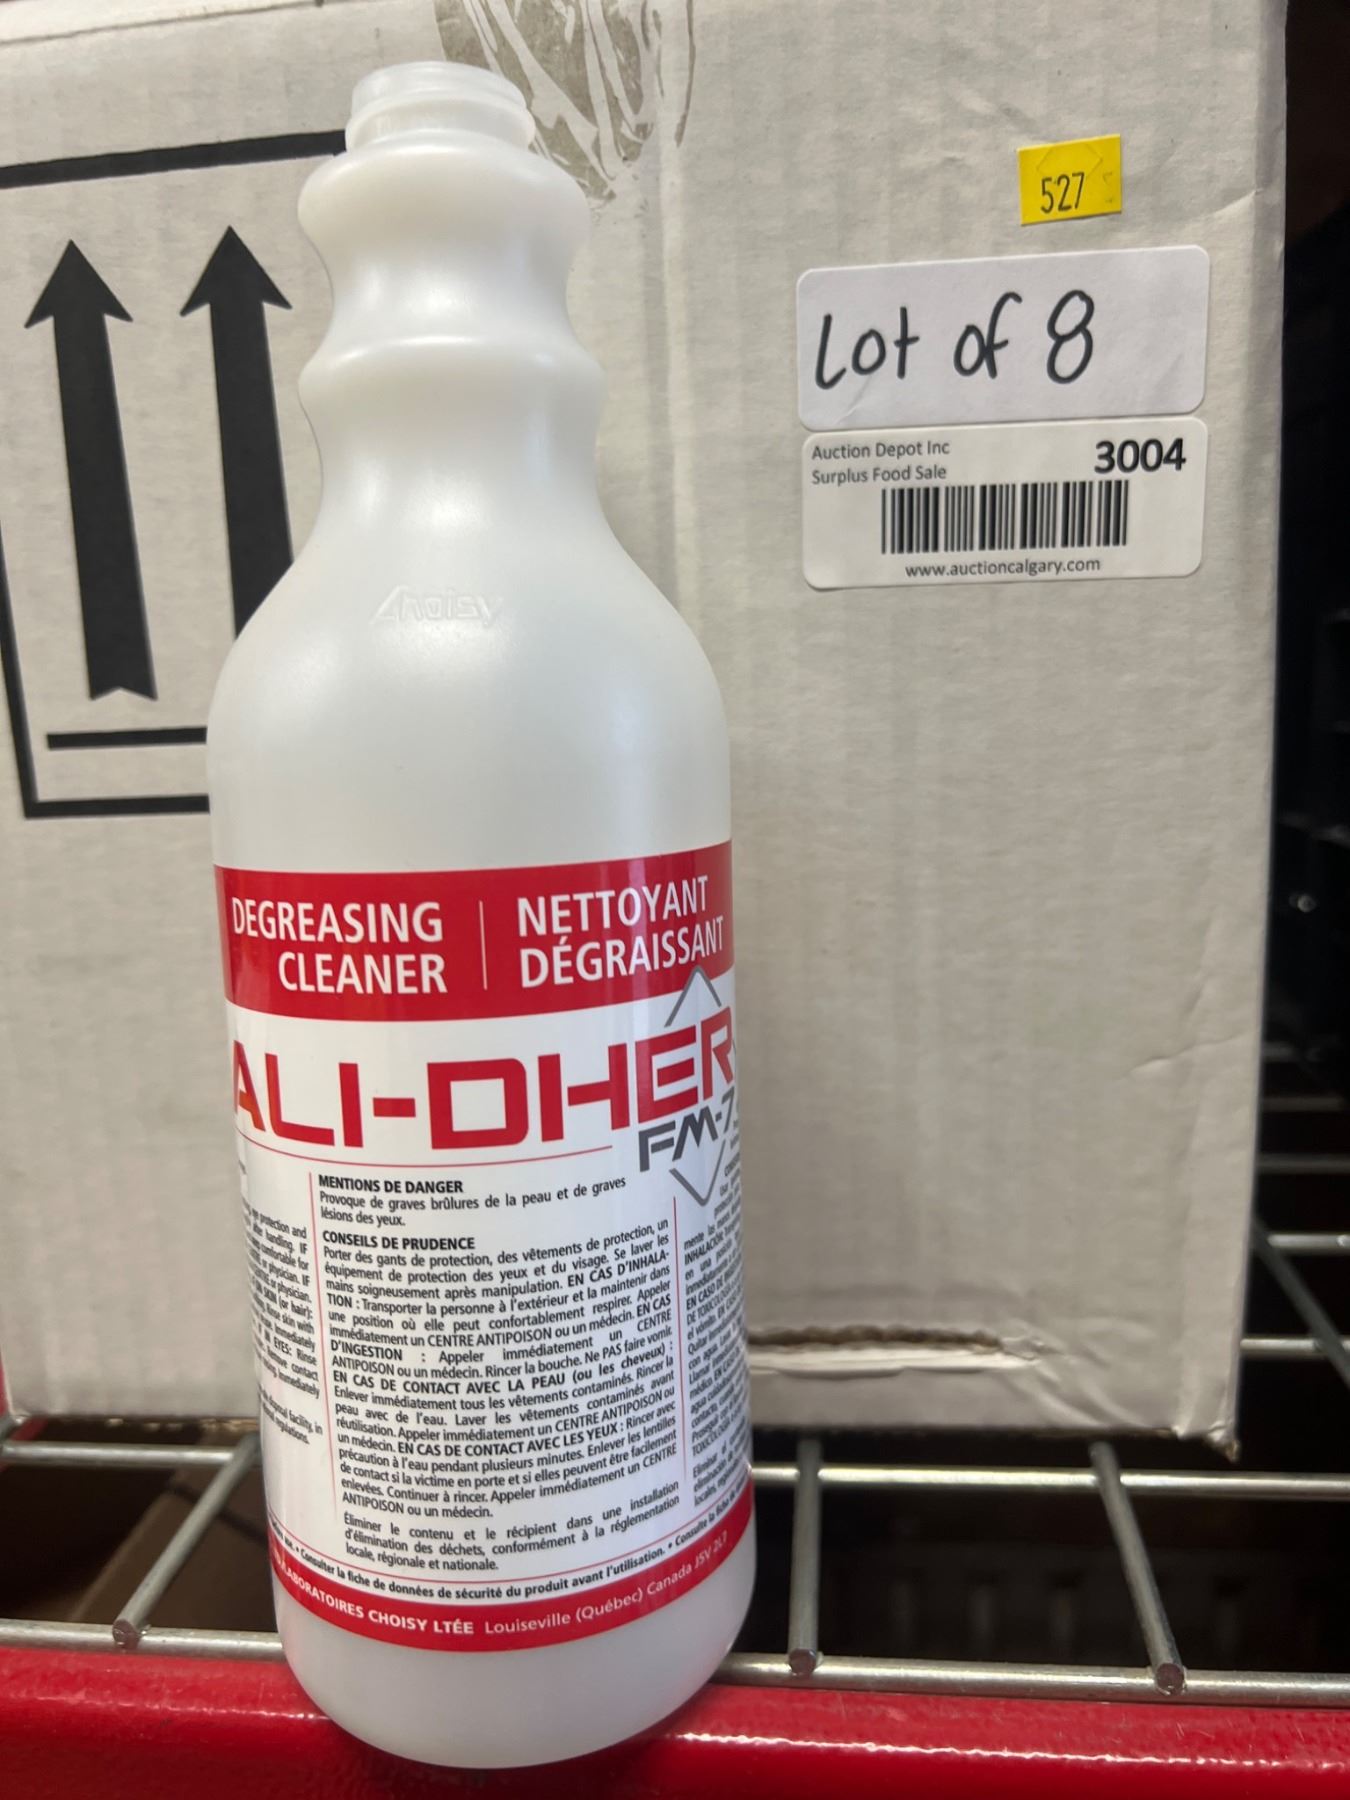 527
Lot of 8
Auction Depot Inc
Surplus Food Sale
3004
www.auctioncalgary.com
Choisy
DEGREASING
CLEANER
NETTOYANT
DÉGRAISSANT
ALI-DHER
FM-7
MENTIONS DE DANGER
Provoque de graves brûlures de la peau et de graves
lésions des yeux.
CONSEILS DE PRUDENCE
Porter des gants de protection, des vêtements de protection, un
équipement de protection des yeux et du visage. Se laver les
mains soigneusement après manipulation. EN CAS D'INHALA-
TION : Transporter la personne à l'extérieur et la maintenir dans
une position où elle peut confortablement respirer. Appeler
immédiatement un CENTRE ANTIPOISON ou un médecin. EN CAS
D'INGESTION : Appeler immédiatement un CENTRE
ANTIPOISON ou un médecin. Rincer la bouche. Ne PAS faire vomir.
EN CAS DE CONTACT AVEC LA PEAU (ou les cheveux) :
Enlever immédiatement tous les vêtements contaminés. Rincer la
peau avec de l'eau. Laver les vêtements contaminés avant
réutilisation. Appeler immédiatement un CENTRE ANTIPOISON ou
un médecin. EN CAS DE CONTACT AVEC LES YEUX : Rincer avec
précaution à l'eau pendant plusieurs minutes. Enlever les lentilles
de contact si la victime en porte et si elles peuvent être facilement
enlevées. Continuer à rincer. Appeler immédiatement un CENTRE
ANTIPOISON ou un médecin.
Éliminer le contenu et le récipient dans une installation
d'élimination des déchets, conformément à la réglementation
locale, régionale et nationale.
• Consulter la fiche de données de sécurité du produit avant l'utilisation. • Consulte la
LABORATOIRES CHOISY LTÉE Louiseville (Québec) Canada J5V 2L7